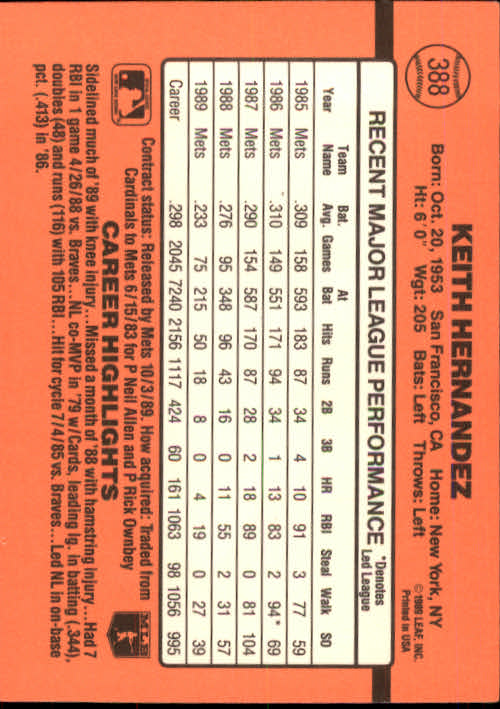 388
KEITH HERNANDEZ
© 1989 LEAF, INC.
Printed in USA
Born: Oct. 20, 1953 San Francisco, CA Home: New York, NY
Ht: 6' 0" Wgt: 205 Bats: Left Throws: Left
RECENT MAJOR LEAGUE PERFORMANCE *Denotes Led League
Year Team Name Bat. Avg. Games At Bat Hits Runs 2B 3B HR RBI Steal Walk SO
1985 Mets .309 158 593 183 87 34 4 10 91 3 77 59
1986 Mets .310 149 551 171 94 34 1 13 83 2 94* 69
1987 Mets .290 154 587 170 87 28 2 18 89 0 81 104
1988 Mets .276 95 348 96 43 16 0 11 55 2 31 57
1989 Mets .233 75 215 50 18 8 0 4 19 0 27 39
Career .298 2045 7240 2156 1117 424 60 161 1063 98 1056 995
Contract status: Released by Mets 10/3/89. How acquired: Traded from
Cardinals to Mets 6/15/83 for P Neil Allen and P Rick Ownbey
MLB
CAREER HIGHLIGHTS
Sidelined much of '89 with knee injury...Missed a month of '88 with hamstring injury...Had 7
RBI in 1 game 4/26/88 vs. Braves...NL co-MVP in '79 w/Cards, leading lg. in batting (.344),
doubles (48) and runs (116) with 105 RBI...Hit for cycle 7/4/85 vs. Braves...Led NL in on-base
pct. (.413) in '86.